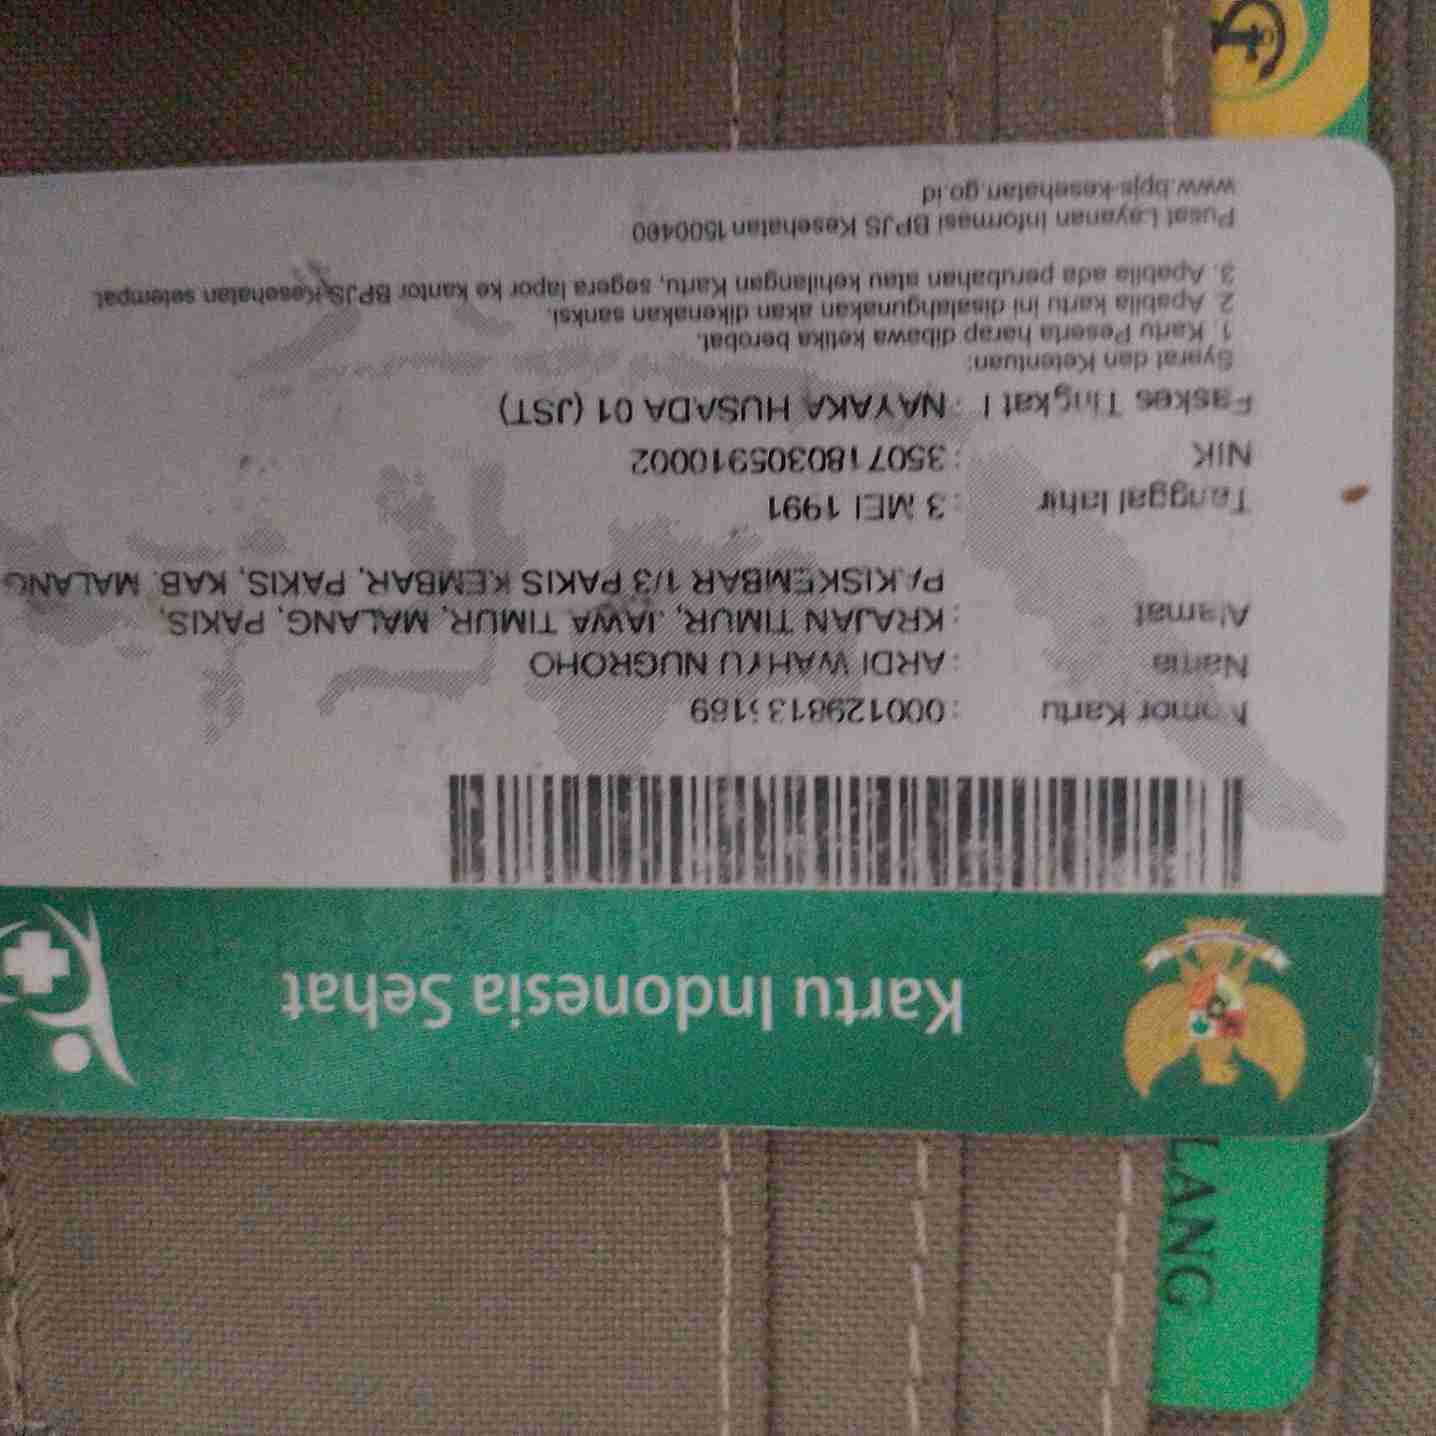 Kartu Indonesia Sehat
Nomor Kartu :
Nama : ARDI WAHYU NUGROHO
Alamat : KRAJAN TIMUR, JAWA TIMUR, MALANG, PAKIS,
PAKISKEMBAR 1/3 PAKIS KEMBAR, PAKIS, KAB. MALANG
Tanggal lahir : 3 MEI 1991
NIK : 3507180305910002
Faskes Tingkat I : NAYAKA HUSADA 01 (JST)
Syarat dan Ketentuan:
1. Kartu Peserta harap dibawa ketika berobat.
2. Apabila kartu ini disalahgunakan akan dikenakan sanksi.
3. Apabila ada perubahan atau kehilangan Kartu, segera lapor ke kantor BPJS Kesehatan setempat
Pusat Layanan Informasi BPJS Kesehatan 1500400
www.bpjs-kesehatan.go.id
LANG